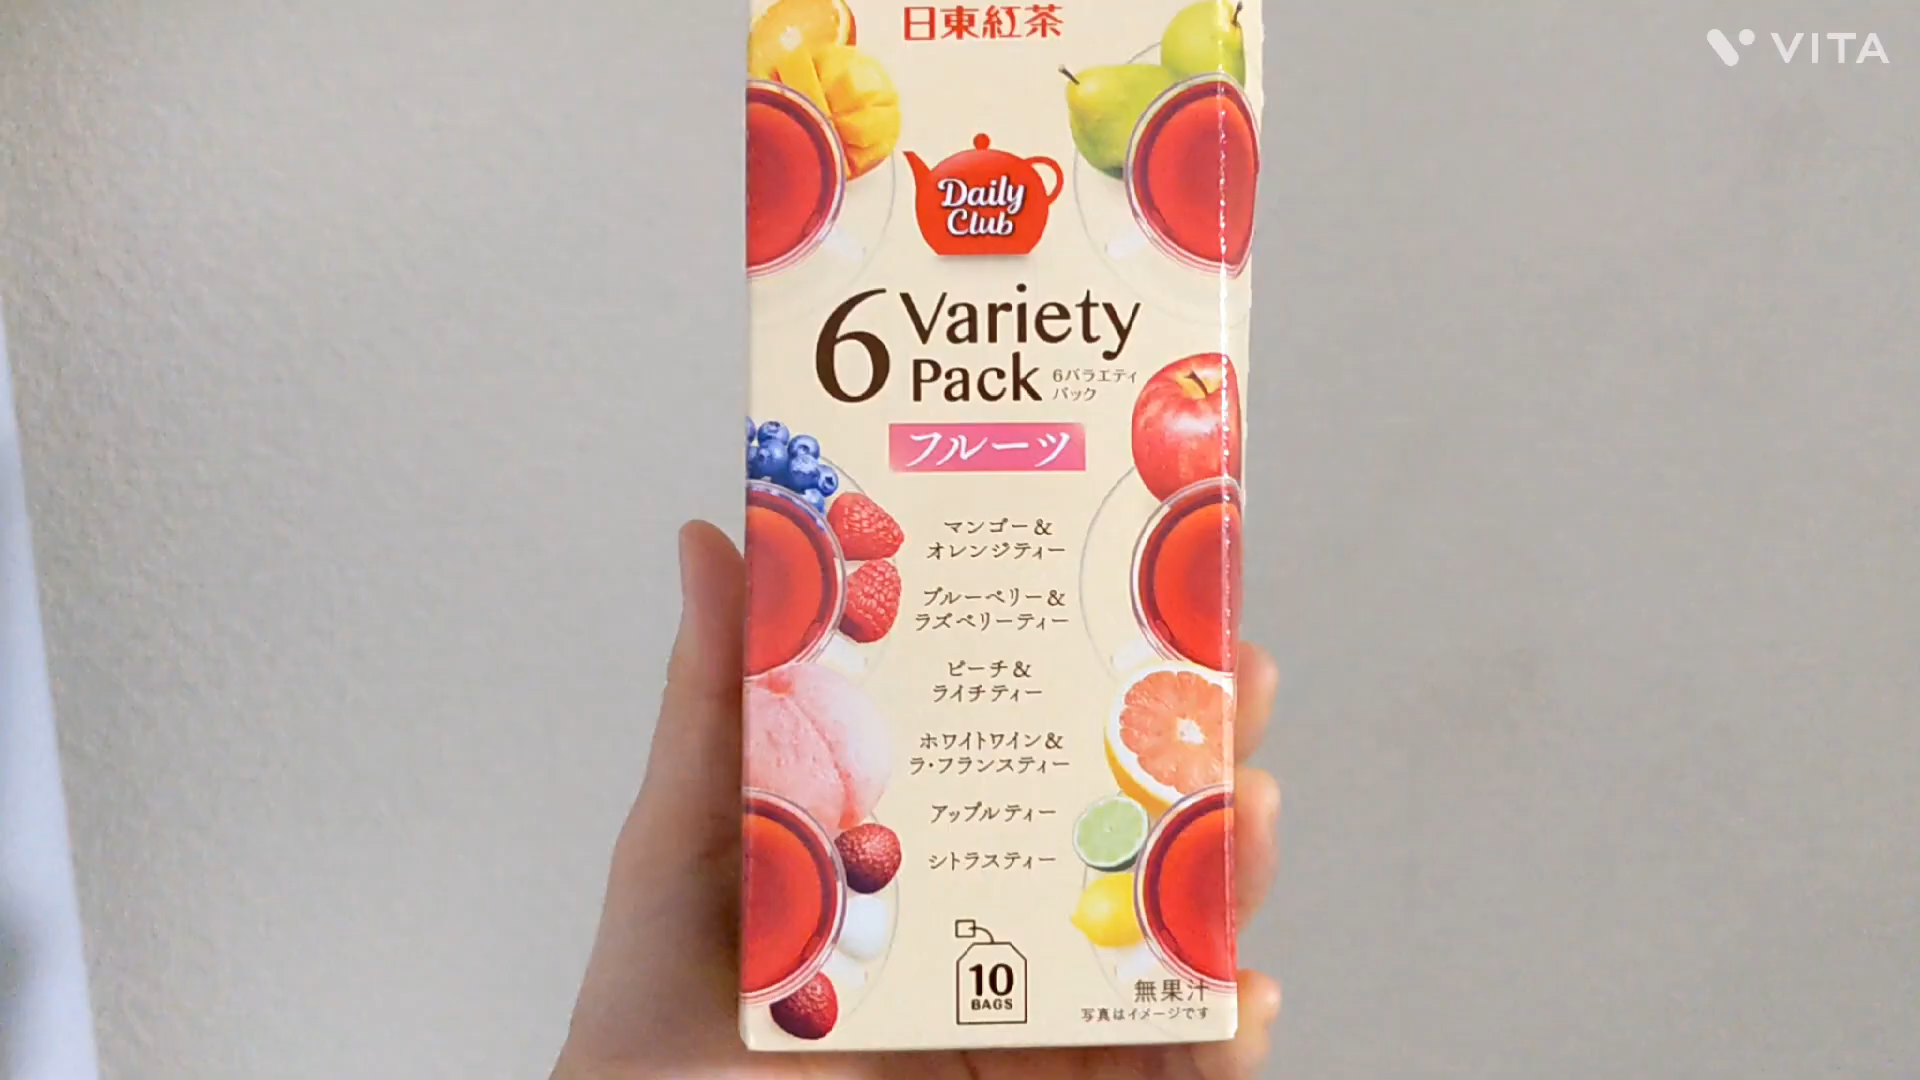 日東紅茶
VITA
Daily
Club
6 Variety
Pack
6バラエティ
パック
フルーツ
マンゴー&
オレンジティー
ブルーベリー&
ラズベリーティー
ピーチ&
ライチティー
ホワイトワイン&
ラ・フランスティー
アップルティー
シトラスティー
10
BAGS
無果汁
写真はイメージです